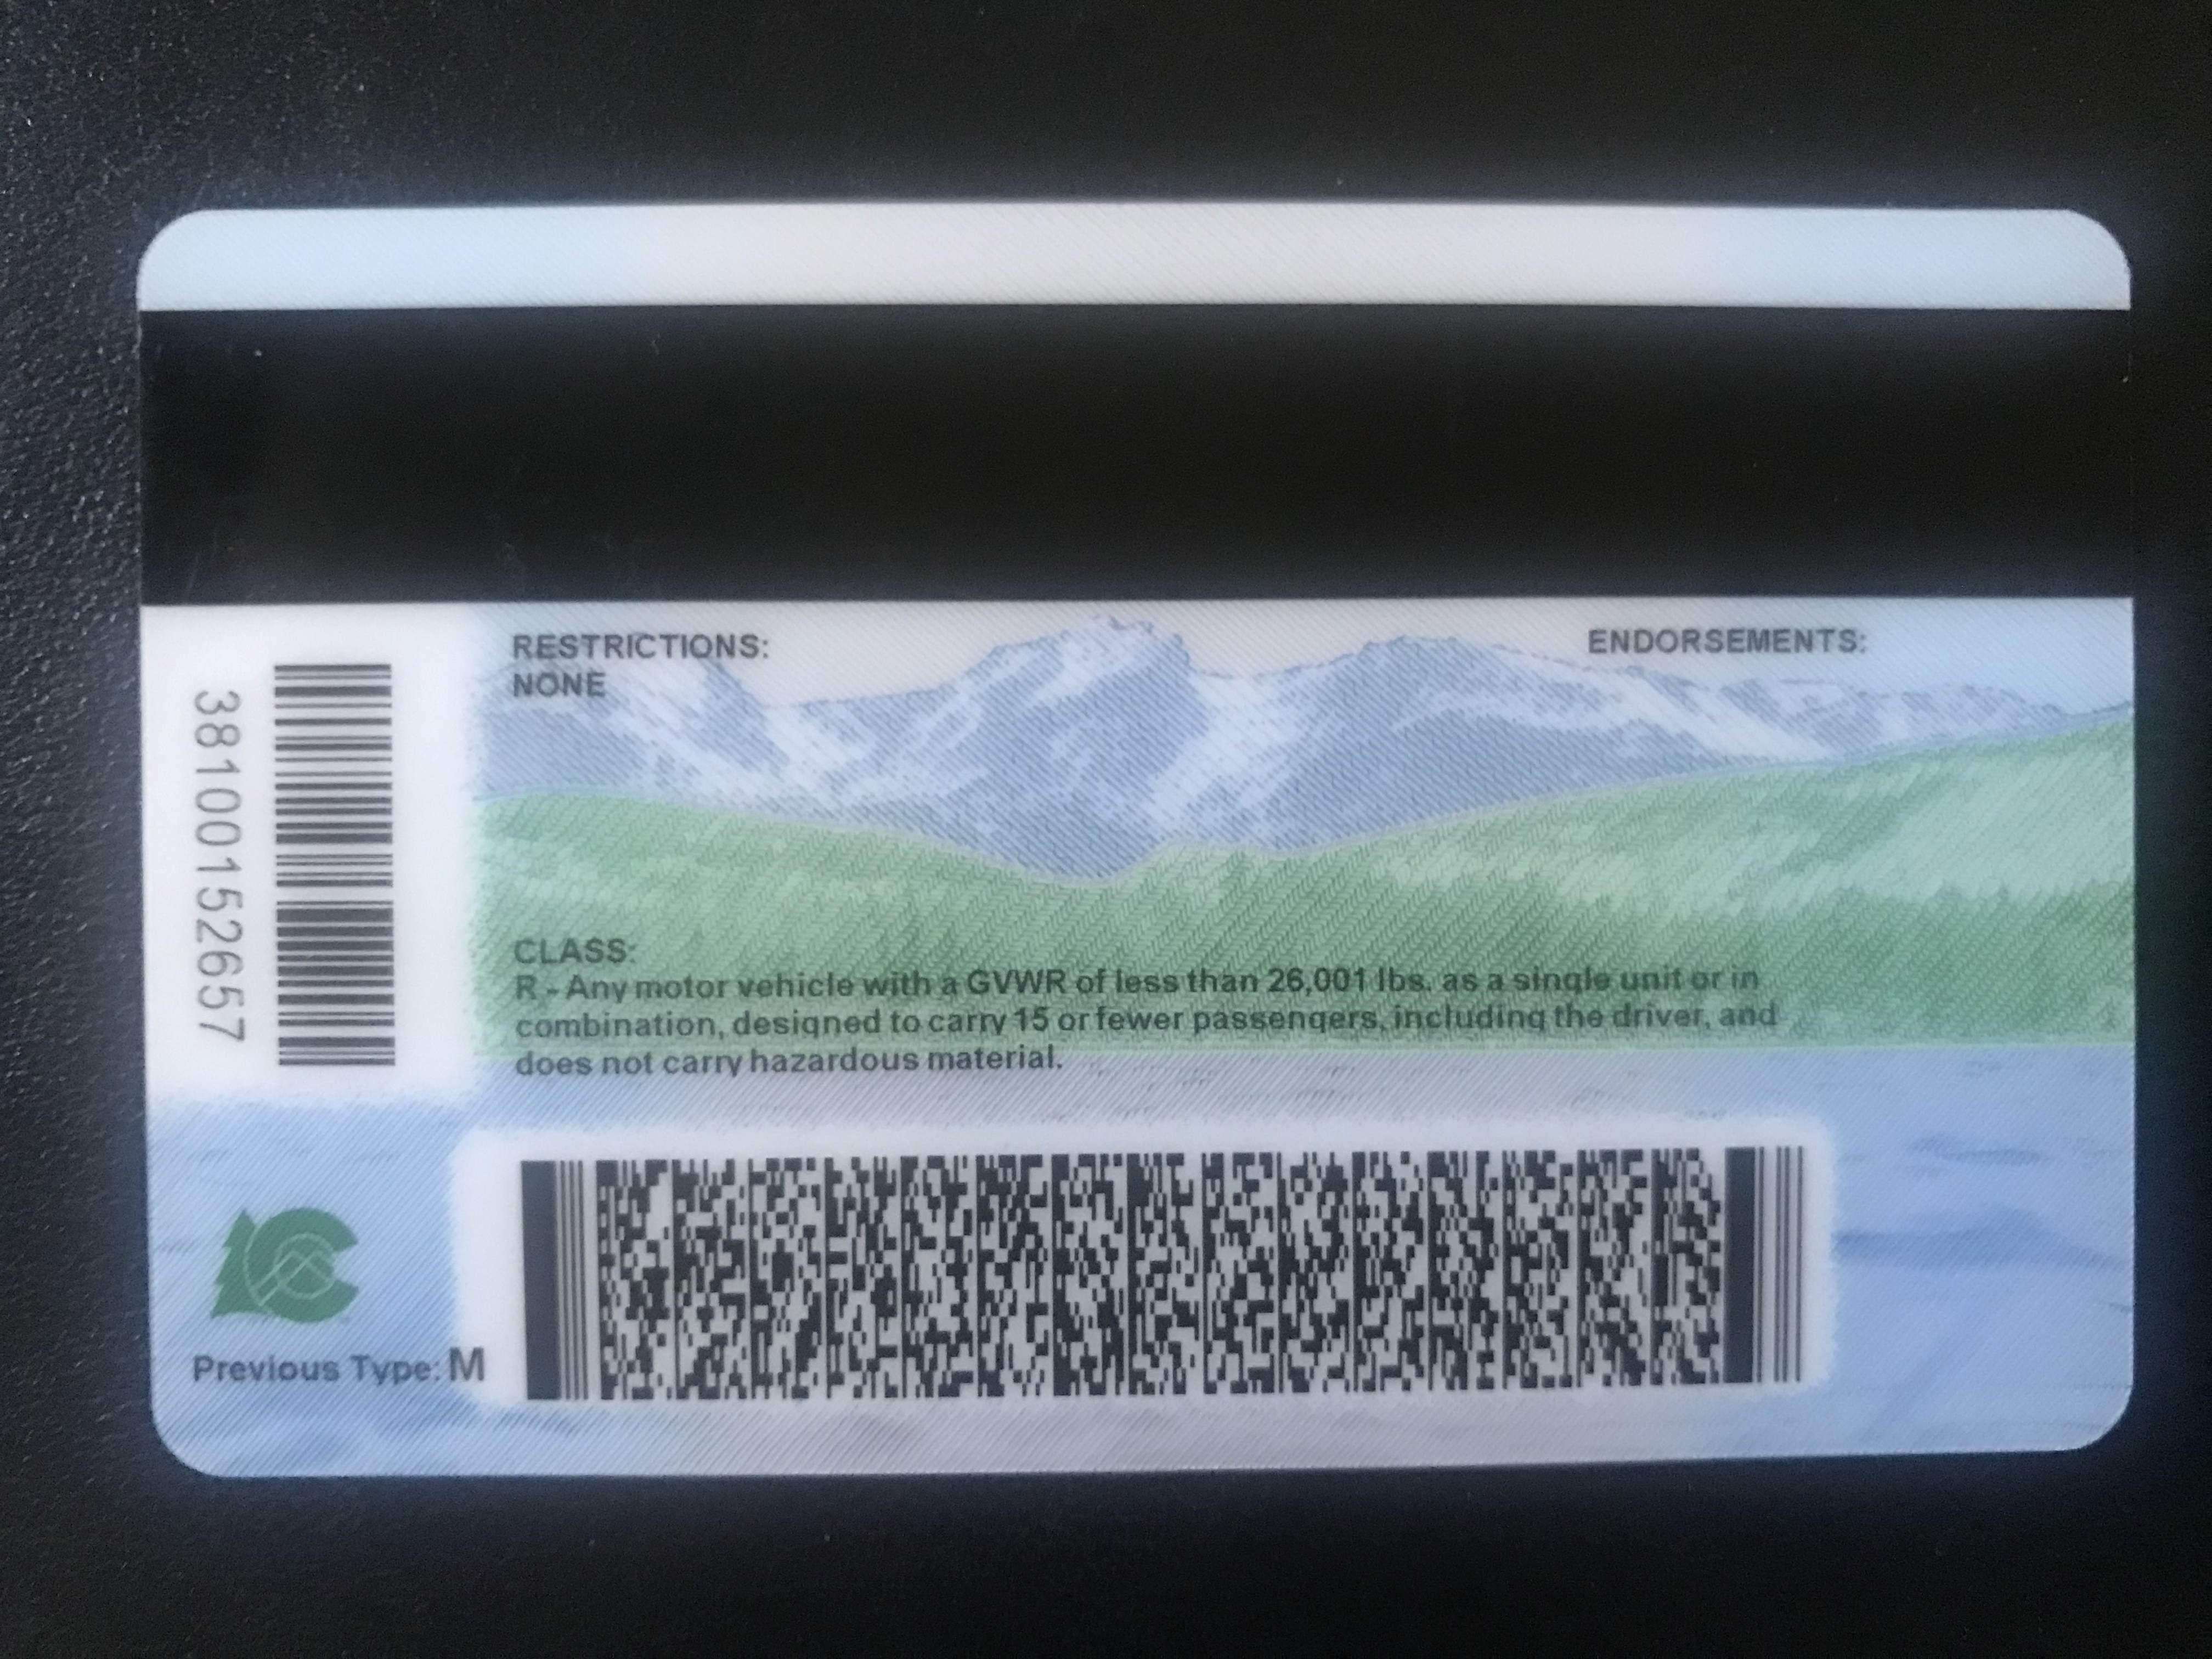 RESTRICTIONS:
NONE
ENDORSEMENTS:
38100152657
CLASS:
R - Any motor vehicle with a GVWR of less than 26,001 lbs. as a single unit or in
combination, designed to carry 15 or fewer passengers, including the driver, and
does not carry hazardous material.
Previous Type: M